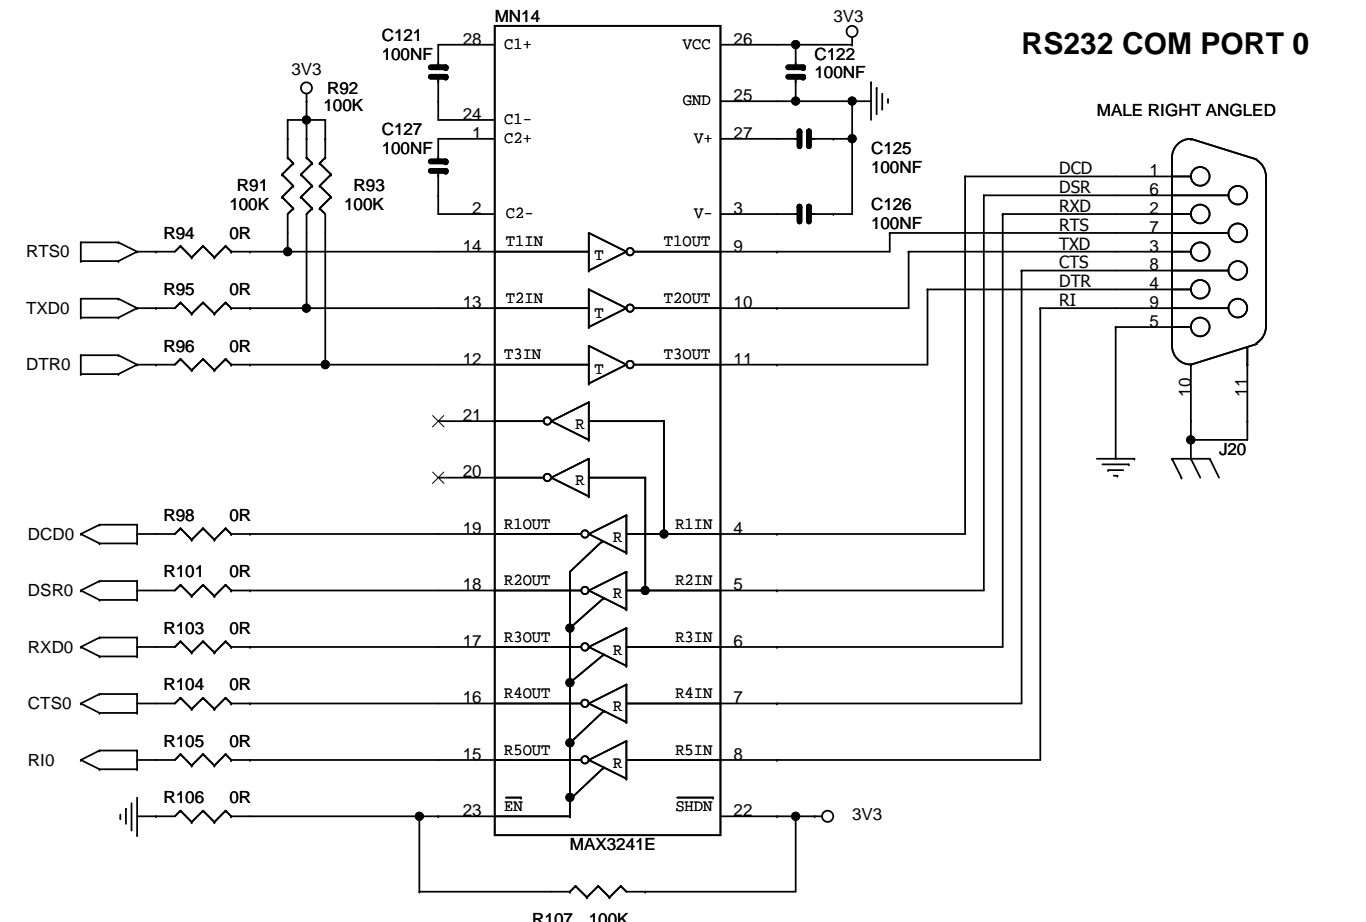 MN14
3V3
RS232 COM PORT 0
C121
100NF
28 C1+
VCC 26
C122
100NF
3V3
R92
100K
GND 25
MALE RIGHT ANGLED
24 C1-
C127
100NF
1 C2+
V+ 27
C125
100NF
R91
100K
R93
100K
2 C2-
V- 3
C126
100NF
DCD 1
DSR 6
RXD 2
RTS 7
TXD 3
CTS 8
DTR 4
RI 9
5
10
11
J20
RTS0 R94 0R 14 T1IN T T1OUT 9
TXD0 R95 0R 13 T2IN T T2OUT 10
DTR0 R96 0R 12 T3IN T T3OUT 11
21 R
20 R
DCD0 R98 0R 19 R1OUT R R1IN 4
DSR0 R101 0R 18 R2OUT R R2IN 5
RXD0 R103 0R 17 R3OUT R R3IN 6
CTS0 R104 0R 16 R4OUT R R4IN 7
RI0 R105 0R 15 R5OUT R R5IN 8
R106 0R 23 EN SHDN 22 3V3
MAX3241E
R107 100K